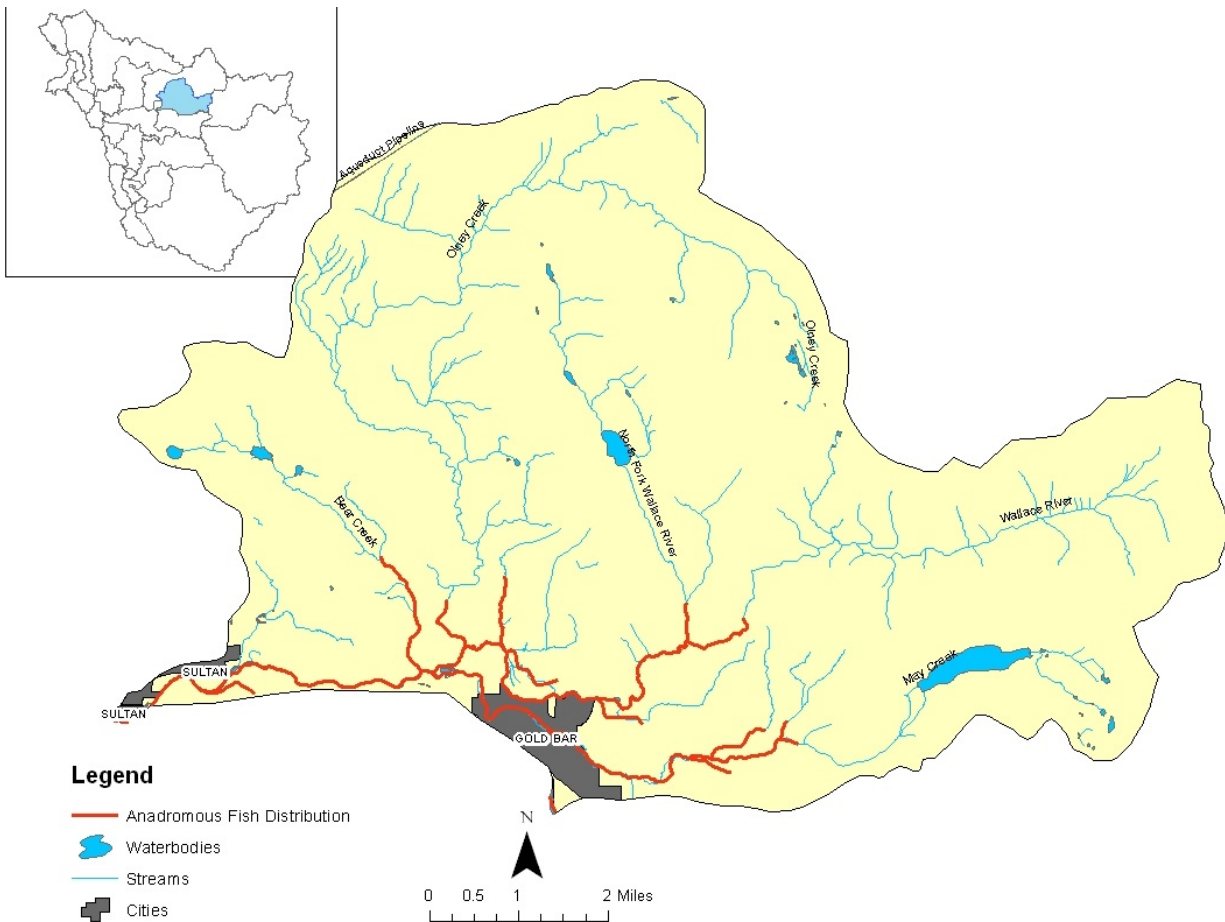 Aqueduct Pipeline
Olney Creek
Olney Creek
North Fork Wallace River
Bear Creek
Wallace River
May Creek
SULTAN
SULTAN
GOLD BAR
Legend
Anadromous Fish Distribution
Waterbodies
Streams
Cities
N
0 0.5 1 2 Miles